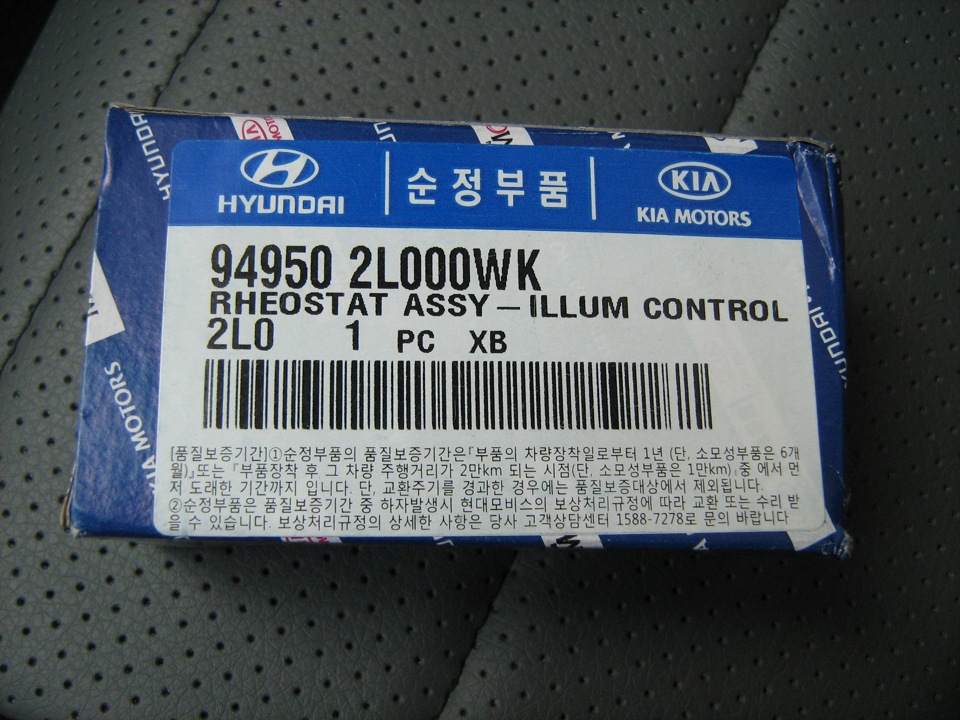 HYUNDAI
순정부품
KIA
KIA MOTORS
94950 2L000WK
RHEOSTAT ASSY-ILLUM CONTROL
2L0 1 PC XB
[품질보증기간]①순정부품의 품질보증기간은『부품의 차량장착일로부터 1년 (단, 소모성부품은 6개
월)』또는『부품장착 후 그 차량 주행거리가 2만km 되는 시점(단, 소모성부품은 1만km)』중 에서 먼
저 도래한 기간까지 입니다. 단, 교환주기를 경과한 경우에는 품질보증대상에서 제외됩니다.
②순정부품은 품질보증기간 중 하자발생시 현대모비스의 보상처리규정에따라 교환 또는 수리 받
을 수 있습니다. 보상처리규정의 상세한 사항은 당사 고객상담센터 1588-7278로 문의 바랍니다
HYUNDAI
KIA MOTORS
HYUNDAI